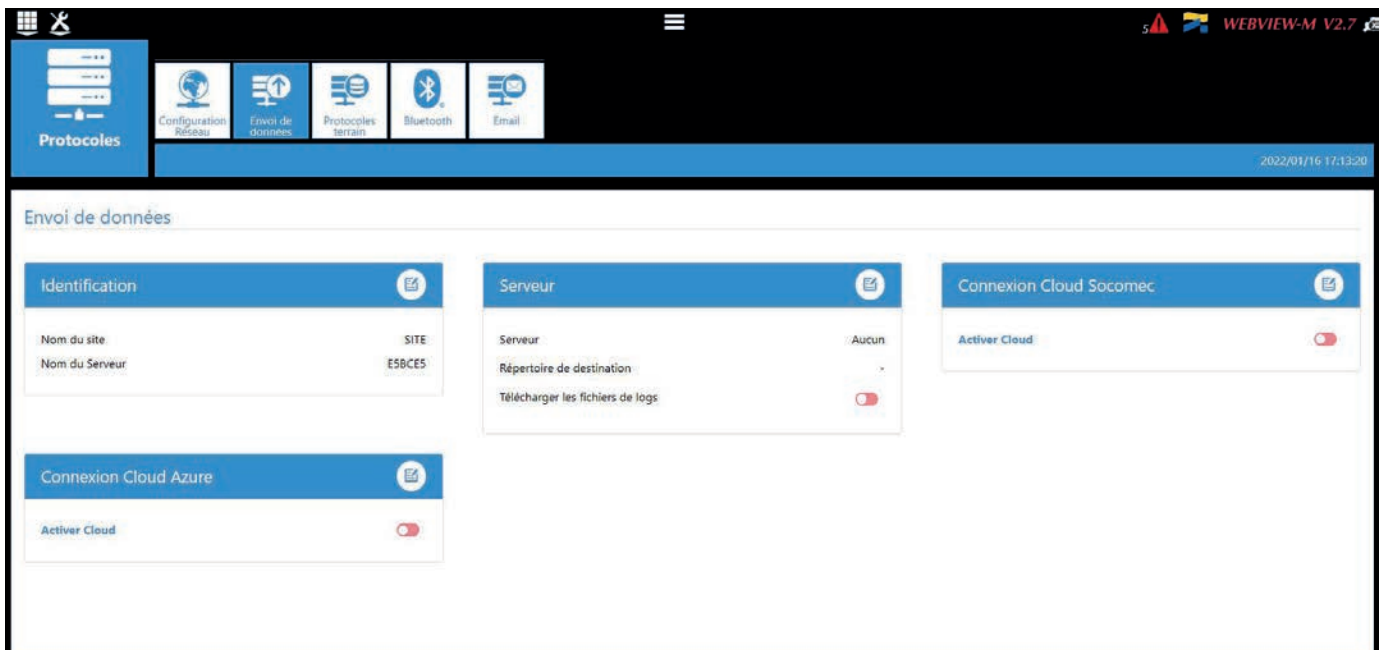 5
WEBVIEW-M V2.7
Protocoles
Configuration
Réseau
Envoi de
données
Protocoles
terrain
Bluetooth
Email
2022/01/16 17:13:20
Envoi de données
Identification
Nom du site SITE
Nom du Serveur E5BCE5
Serveur
Serveur Aucun
Répertoire de destination -
Télécharger les fichiers de logs
Connexion Cloud Socomec
Activer Cloud
Connexion Cloud Azure
Activer Cloud